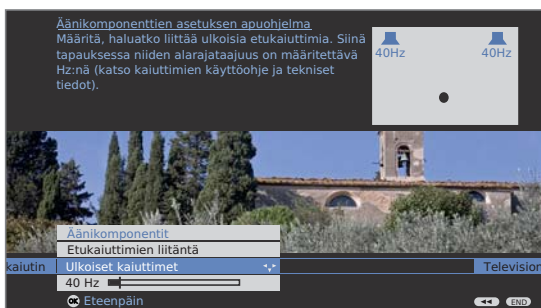 Äänikomponenttien asetuksen apuohjelma
Määritä, haluatko liittää ulkoisia etukaiuttimia. Siinä
tapauksessa niiden alarajataajuus on määritettävä
Hz:nä (katso kaiuttimien käyttöohje ja tekniset
tiedot).
40Hz 40Hz
Äänikomponentit
Etukaiuttimien liitäntä
kaiutin Ulkoiset kaiuttimet Television
40 Hz
OK Eteenpäin
END